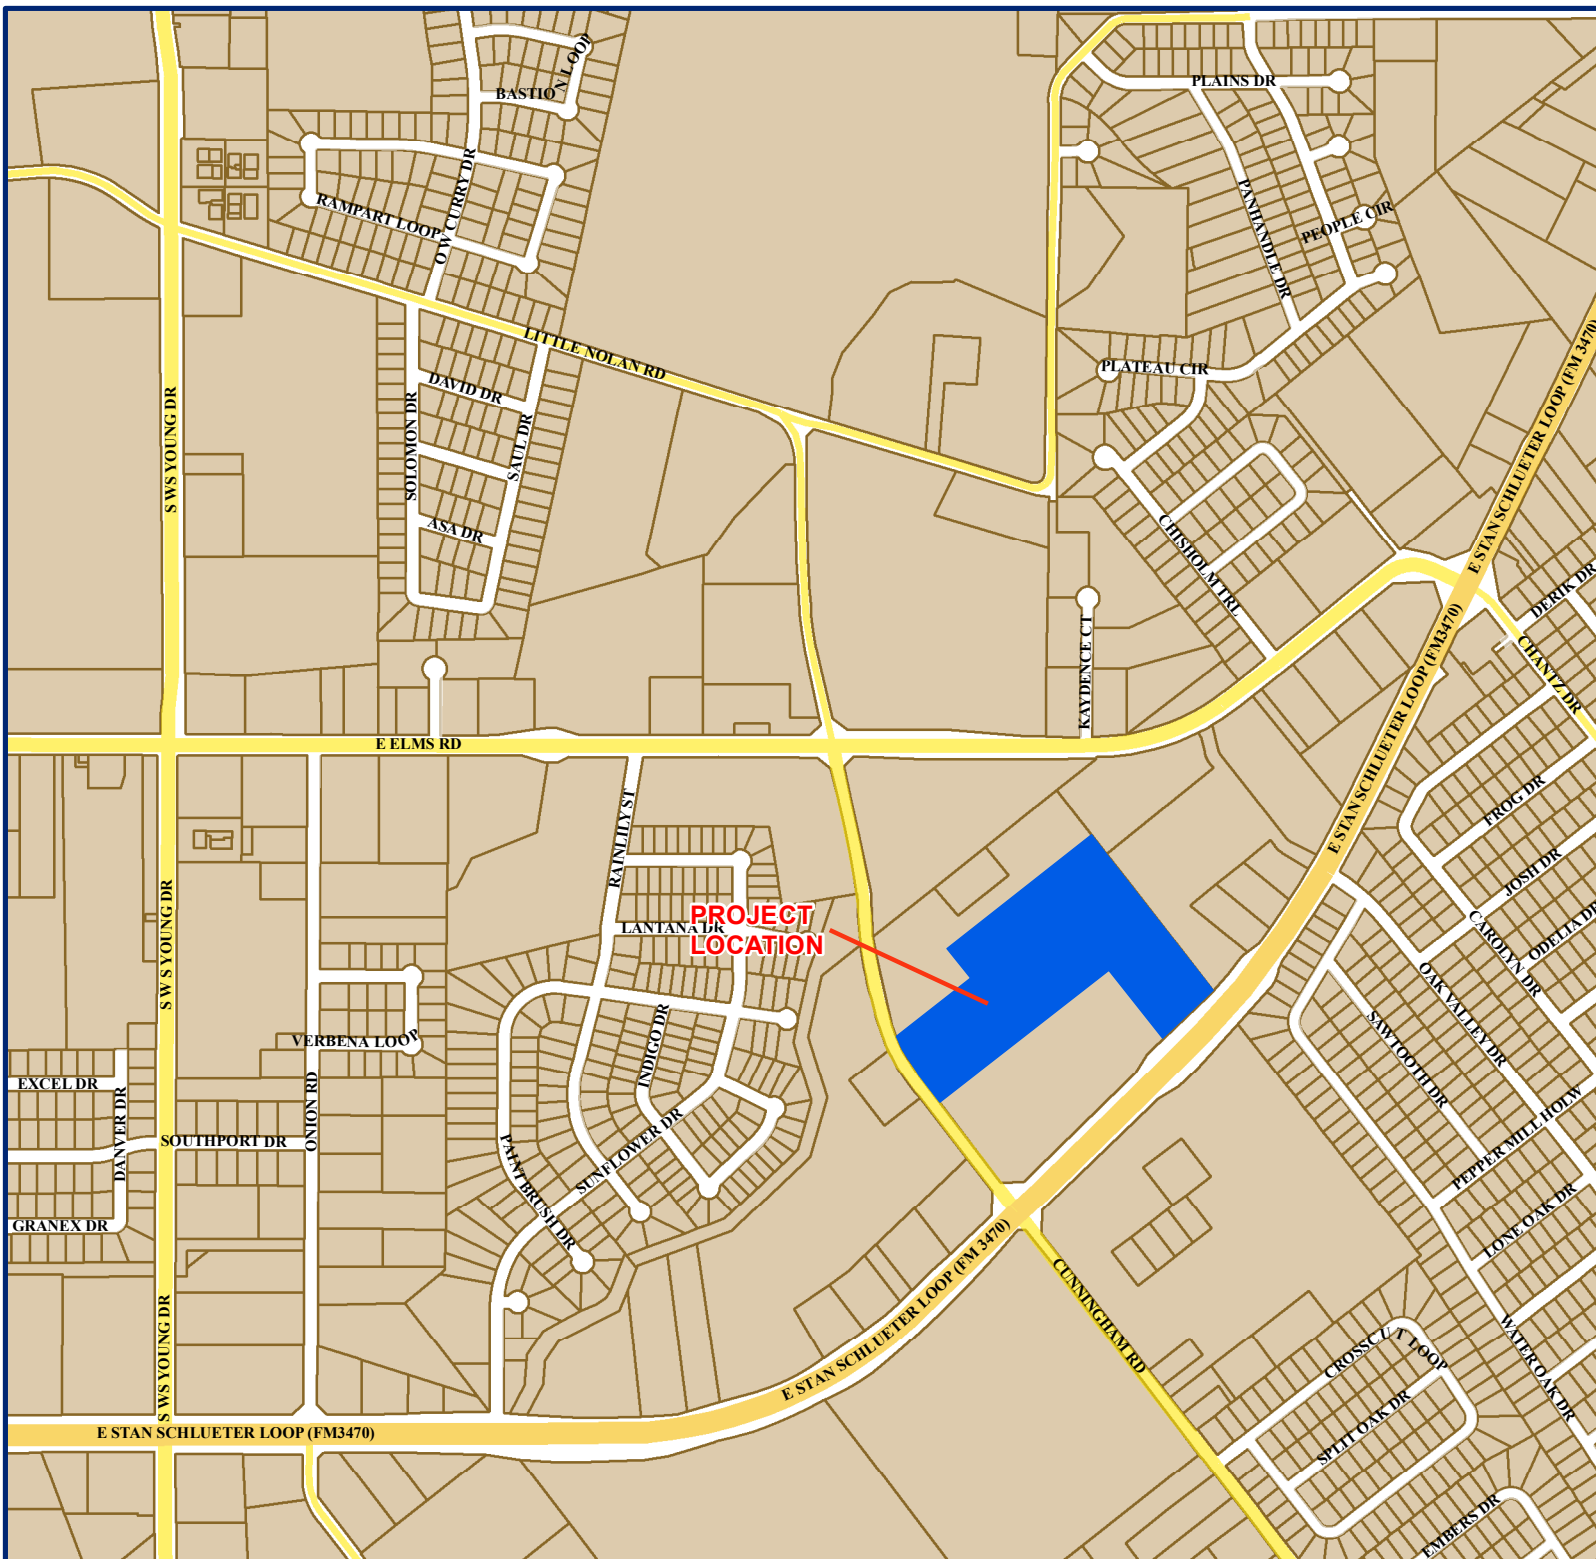 BASTION LOOP
PLAINS DR
O W CURRY DR
RAMPART LOOP
PANHANDLE DR
PEOPLE CIR
LITTLE NOLAN RD
PLATEAU CIR
E STAN SCHLUETER LOOP (FM 3470)
S WS YOUNG DR
DAVID DR
SOLOMON DR
SAUL DR
ASA DR
CHISHOLM TRL
DERIK DR
CHANTZ DR
KAYDENCE CT
E STAN SCHLUETER LOOP (FM3470)
E ELMS RD
RAINLILY ST
FROG DR
JOSH DR
S W S YOUNG DR
PROJECT
LOCATION
LANTANA DR
CAROLYN DR
ODELIA DR
OAK VALLEY DR
SAWTOOTH DR
VERBENA LOOP
INDIGO DR
EXCEL DR
DANVER DR
ONION RD
SOUTHPORT DR
SUNFLOWER DR
PAINT BRUSH DR
PEPPER MILL HOLW
GRANEX DR
LONE OAK DR
E STAN SCHLUETER LOOP (FM 3470)
CUNNINGHAM RD
WATER OAK DR
CROSSCUT LOOP
S WS YOUNG DR
SPLIT OAK DR
E STAN SCHLUETER LOOP (FM3470)
EMBERS DR